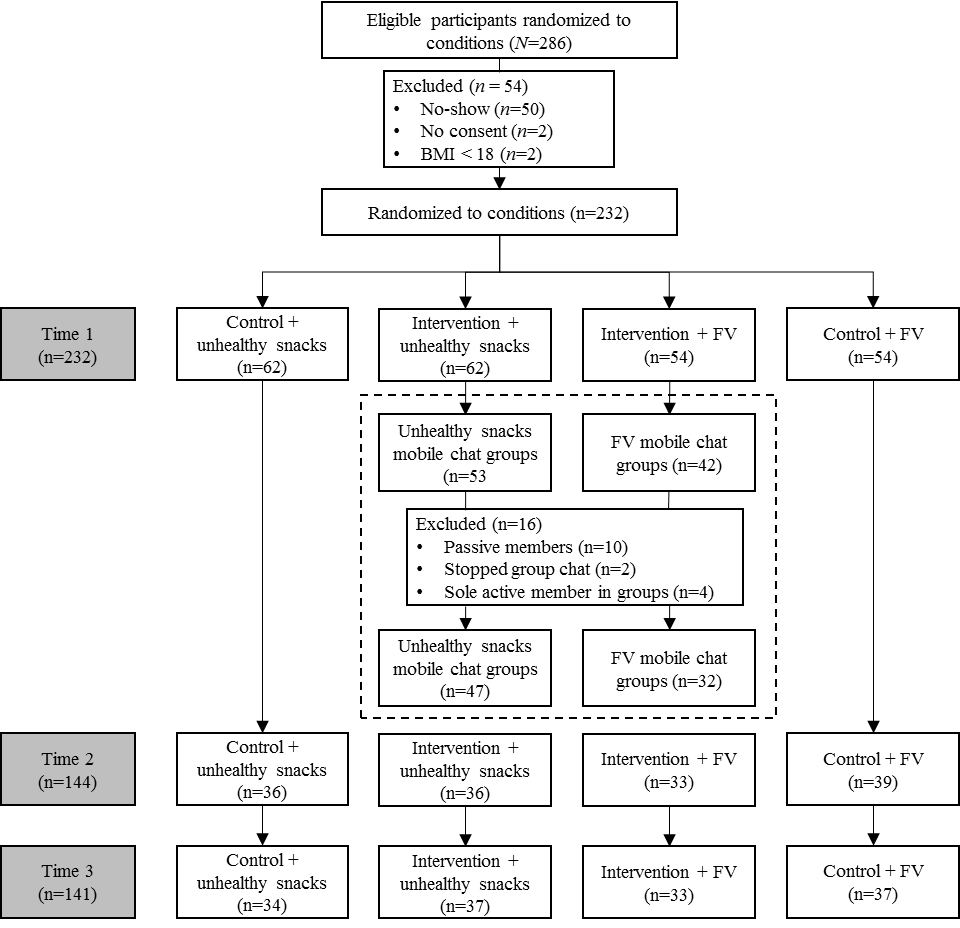 Eligible participants randomized to
conditions (N=286)
Excluded (n = 54)
• No-show (n=50)
• No consent (n=2)
• BMI < 18 (n=2)
Randomized to conditions (n=232)
Time 1
(n=232)
Control +
unhealthy snacks
(n=62)
Intervention +
unhealthy snacks
(n=62)
Intervention + FV
(n=54)
Control + FV
(n=54)
Unhealthy snacks
mobile chat groups
(n=53
FV mobile chat
groups (n=42)
Excluded (n=16)
• Passive members (n=10)
• Stopped group chat (n=2)
• Sole active member in groups (n=4)
Unhealthy snacks
mobile chat groups
(n=47)
FV mobile chat
groups (n=32)
Time 2
(n=144)
Control +
unhealthy snacks
(n=36)
Intervention +
unhealthy snacks
(n=36)
Intervention + FV
(n=33)
Control + FV
(n=39)
Time 3
(n=141)
Control +
unhealthy snacks
(n=34)
Intervention +
unhealthy snacks
(n=37)
Intervention + FV
(n=33)
Control + FV
(n=37)